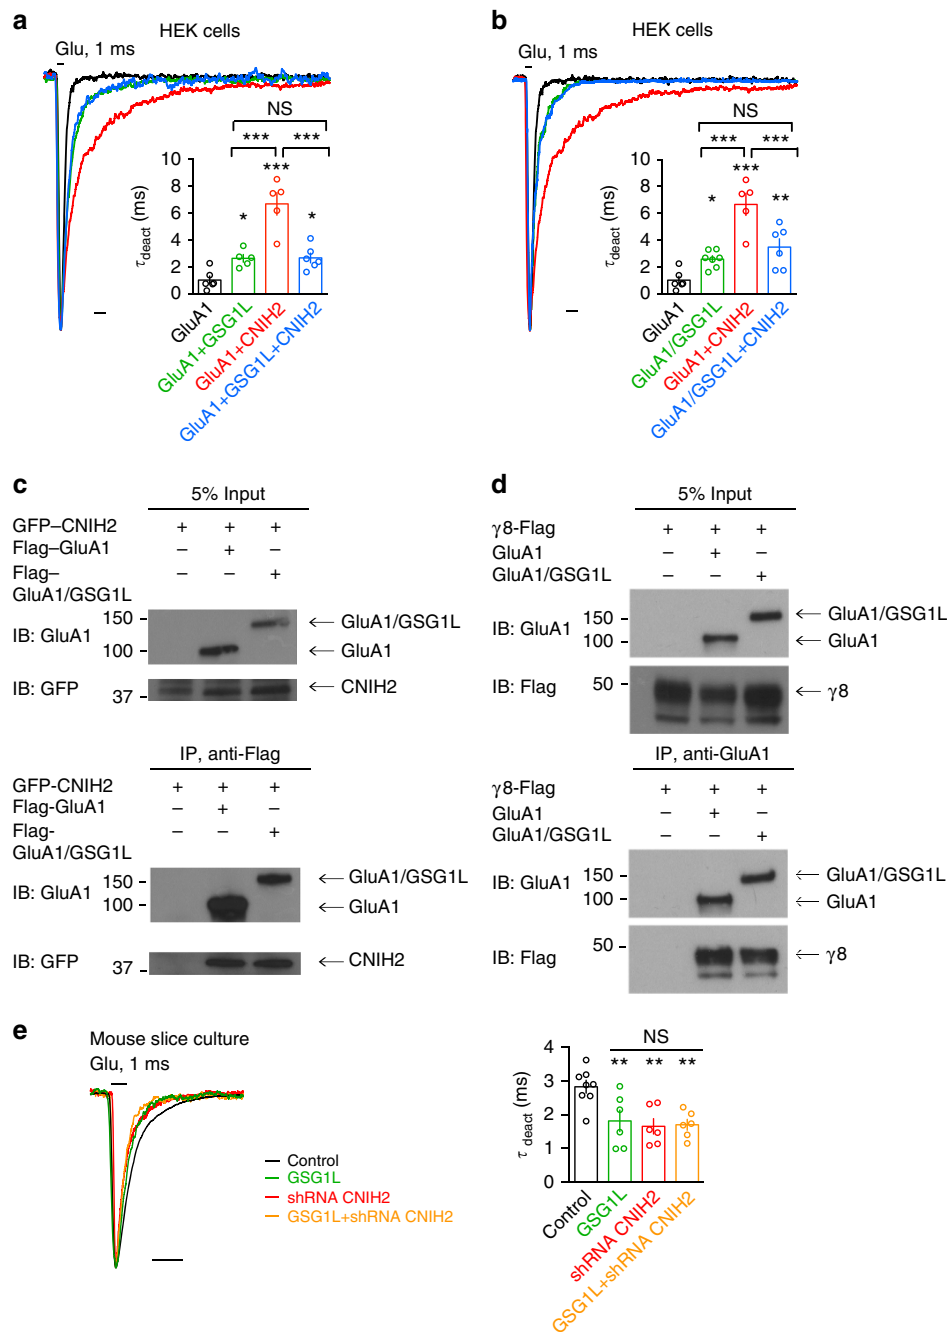 a
HEK cells
Glu, 1 ms
NS
*** ***
***
* *
10
8
6
4
2
0
τdeact (ms)
GluA1
GluA1+GSG1L
GluA1+CNIH2
GluA1+GSG1L+CNIH2
b
HEK cells
Glu, 1 ms
NS
*** ***
***
* **
10
8
6
4
2
0
τdeact (ms)
GluA1
GluA1/GSG1L
GluA1+CNIH2
GluA1/GSG1L+CNIH2
c
5% Input
GFP–CNIH2 + + +
Flag–GluA1 – + –
Flag– – – +
GluA1/GSG1L
IB: GluA1
150
100
← GluA1/GSG1L
← GluA1
IB: GFP
37
← CNIH2
IP, anti-Flag
GFP-CNIH2 + + +
Flag-GluA1 – + –
Flag- – – +
GluA1/GSG1L
IB: GluA1
150
100
← GluA1/GSG1L
← GluA1
IB: GFP
37
← CNIH2
d
5% Input
γ8-Flag + + +
GluA1 – + –
GluA1/GSG1L – – +
IB: GluA1
150
100
← GluA1/GSG1L
← GluA1
IB: Flag
50
← γ8
IP, anti-GluA1
γ8-Flag + + +
GluA1 – + –
GluA1/GSG1L – – +
IB: GluA1
150
100
← GluA1/GSG1L
← GluA1
IB: Flag
50
← γ8
e
Mouse slice culture
Glu, 1 ms
Control
GSG1L
shRNA CNIH2
GSG1L+shRNA CNIH2
NS
** ** **
4
3
2
1
0
τ deact (ms)
Control
GSG1L
shRNA CNIH2
GSG1L+shRNA CNIH2